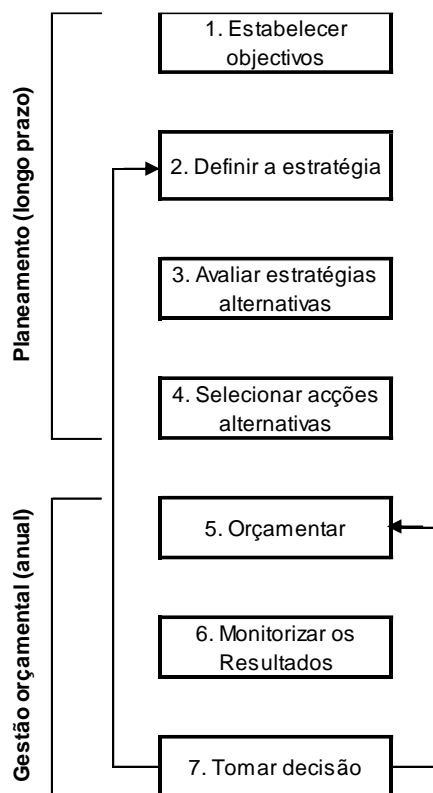 Planeamento (longo prazo)
1. Estabelecer
objectivos
2. Definir a estratégia
3. Avaliar estratégias
alternativas
4. Selecionar acções
alternativas
Gestão orçamental (anual)
5. Orçamentar
6. Monitorizar os
Resultados
7. Tomar decisão